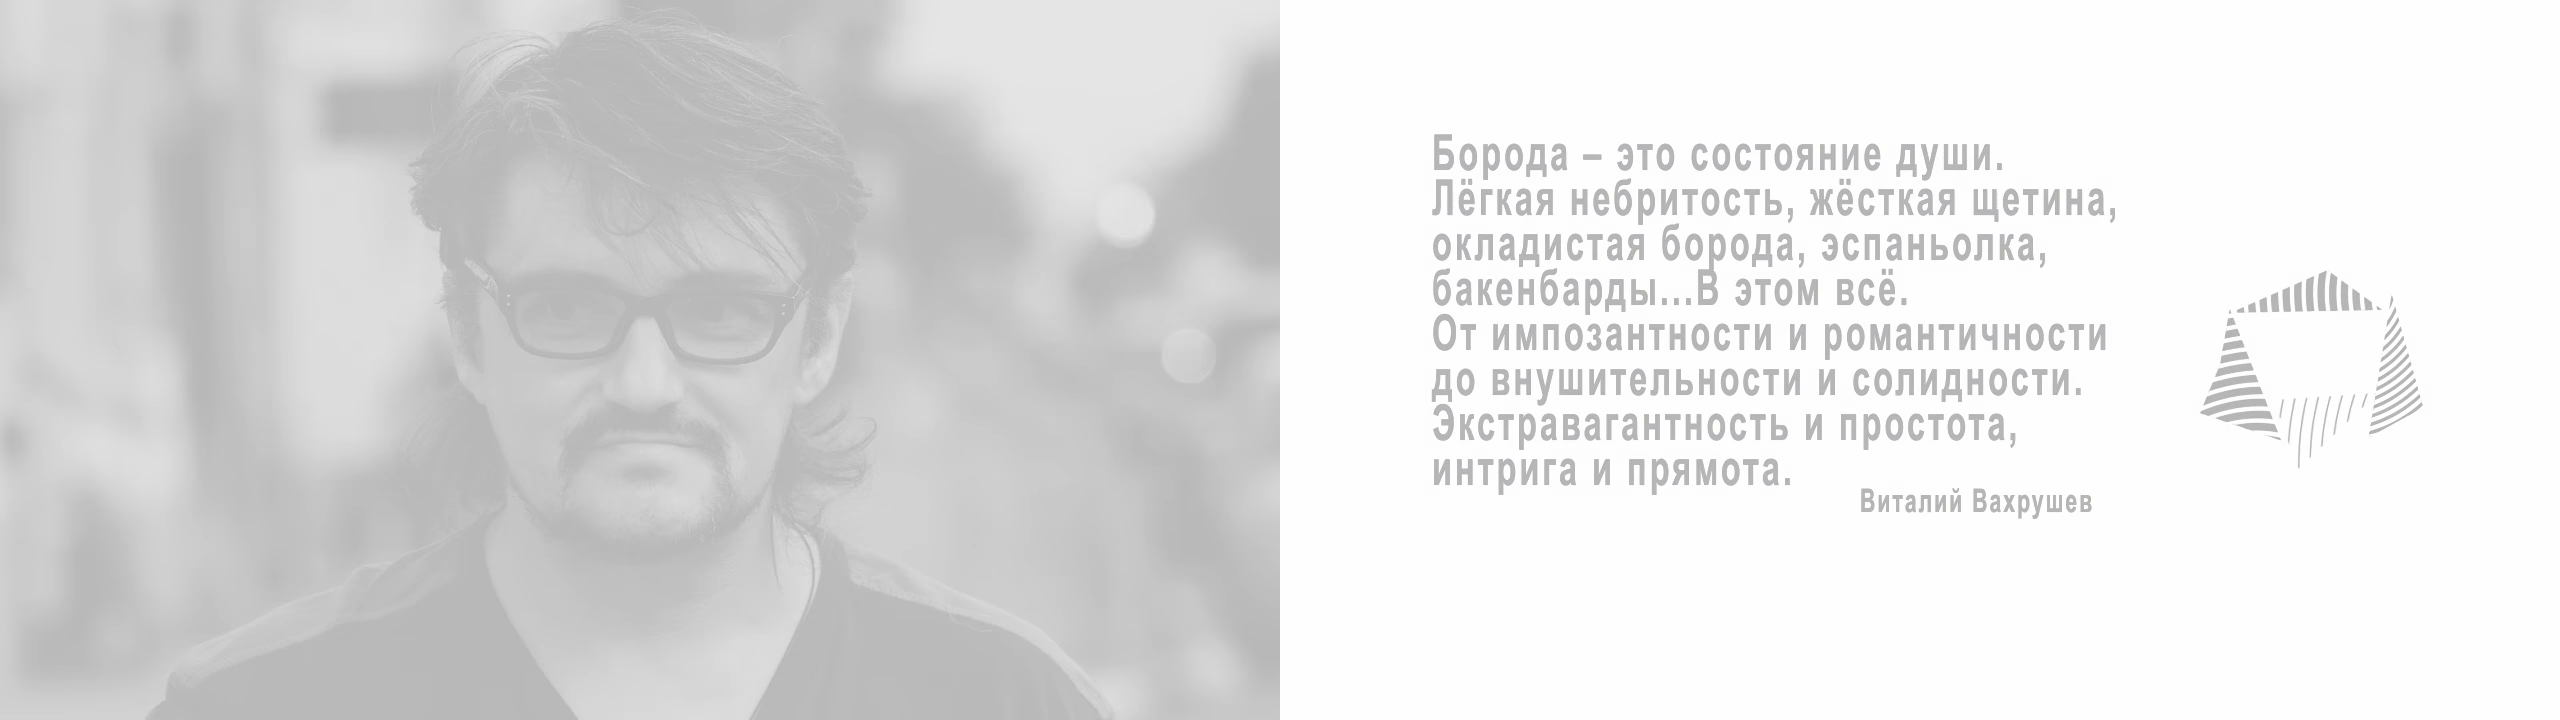 Борода – это состояние души.
Лёгкая небритость, жёсткая щетина,
окладистая борода, эспаньолка,
бакенбарды...В этом всё.
От импозантности и романтичности
до внушительности и солидности.
Экстравагантность и простота,
интрига и прямота.
Виталий Вахрушев